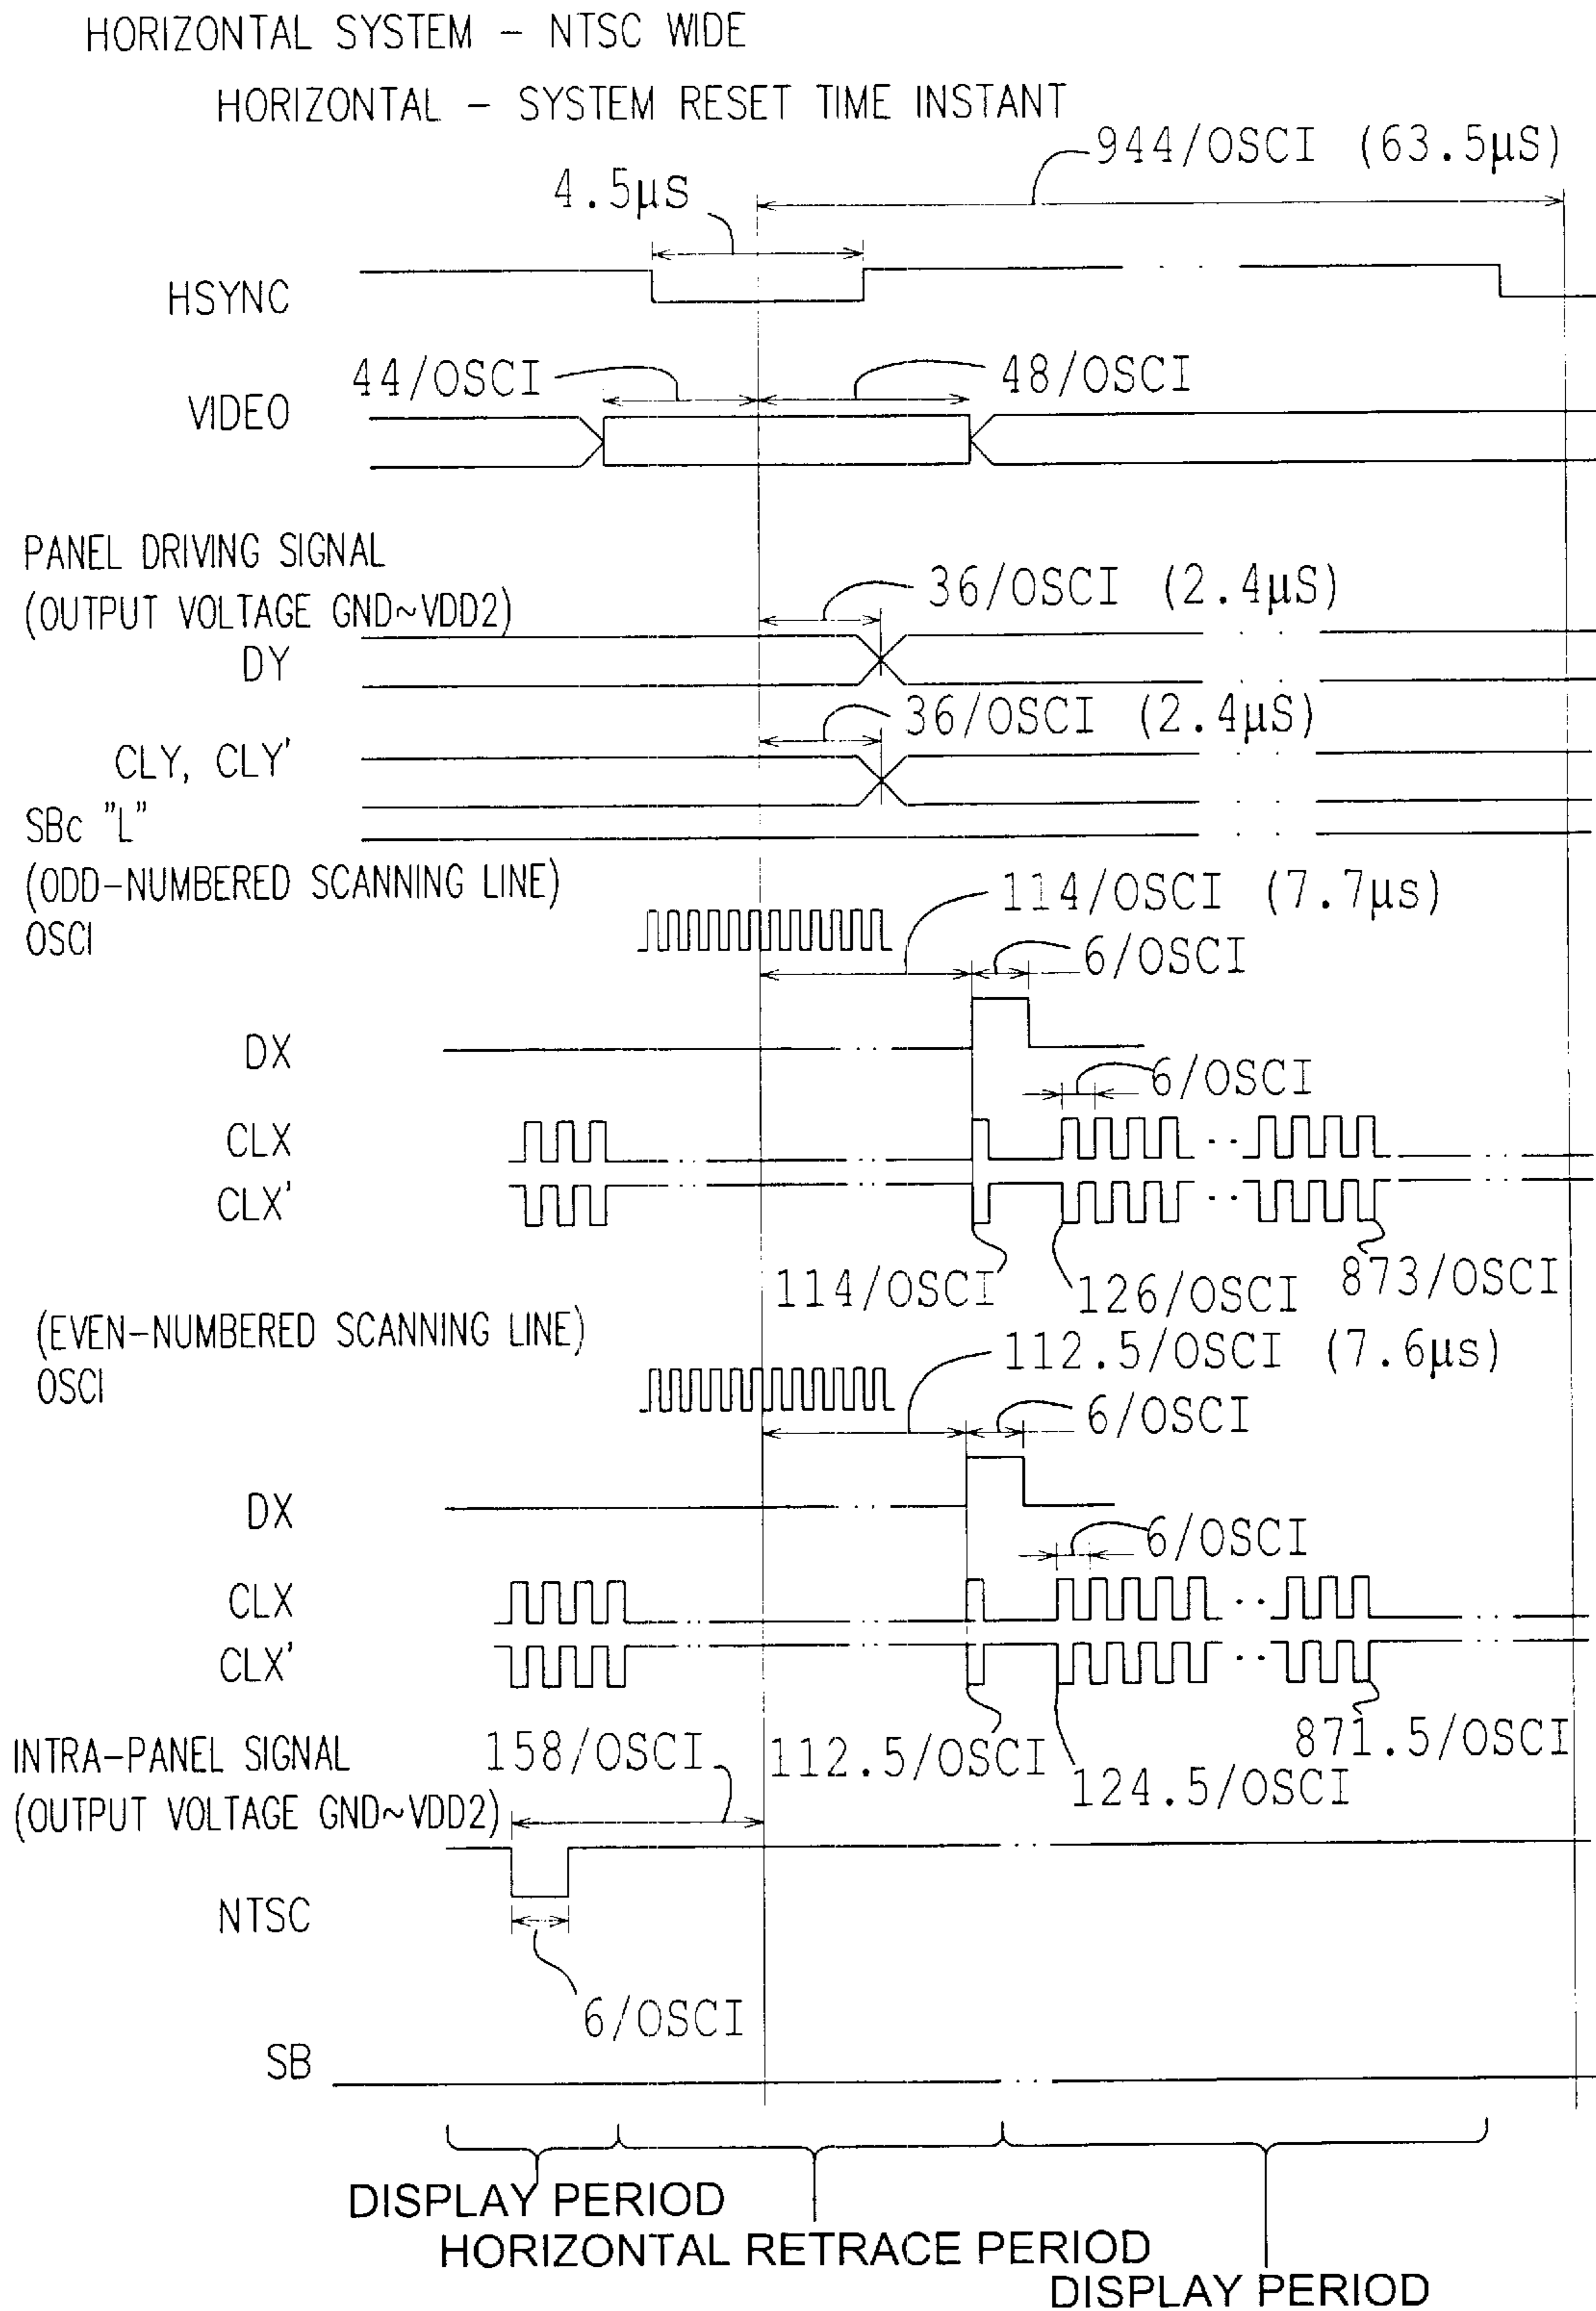 HORIZONTAL SYSTEM – NTSC WIDE
HORIZONTAL – SYSTEM RESET TIME INSTANT
944/OSCI (63.5µS)
4.5µS
HSYNC
44/OSCI
48/OSCI
VIDEO
PANEL DRIVING SIGNAL
(OUTPUT VOLTAGE GND~VDD2)
36/OSCI (2.4µS)
DY
36/OSCI (2.4µS)
CLY, CLY'
SBc "L"
(ODD-NUMBERED SCANNING LINE)
114/OSCI (7.7µs)
OSCI
6/OSCI
DX
6/OSCI
CLX
CLX'
114/OSCI
126/OSCI
873/OSCI
(EVEN-NUMBERED SCANNING LINE)
112.5/OSCI (7.6µs)
OSCI
6/OSCI
DX
6/OSCI
CLX
CLX'
871.5/OSCI
INTRA-PANEL SIGNAL
158/OSCI
112.5/OSCI
124.5/OSCI
(OUTPUT VOLTAGE GND~VDD2)
NTSC
6/OSCI
SB
DISPLAY PERIOD
HORIZONTAL RETRACE PERIOD
DISPLAY PERIOD